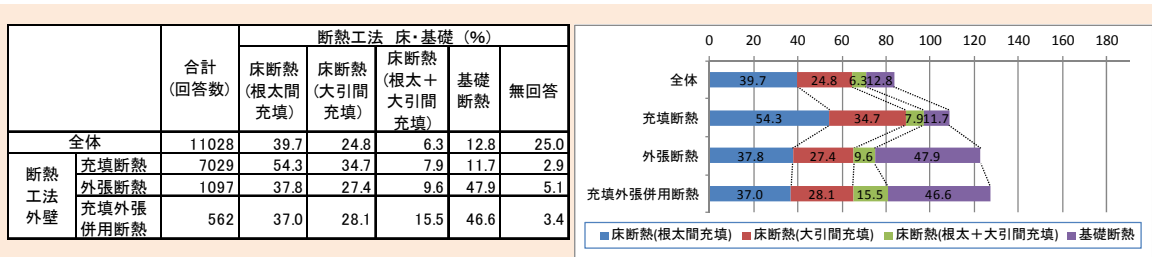 断熱工法 床・基礎 (%)
合計
(回答数)
床断熱
(根太間
充填)
床断熱
(大引間
充填)
床断熱
(根太＋
大引間
充填)
基礎
断熱
無回答
全体 11028 39.7 24.8 6.3 12.8 25.0
断熱
工法
外壁
充填断熱 7029 54.3 34.7 7.9 11.7 2.9
外張断熱 1097 37.8 27.4 9.6 47.9 5.1
充填外張
併用断熱 562 37.0 28.1 15.5 46.6 3.4
0 20 40 60 80 100 120 140 160 180
全体 39.7 24.8 6.3 12.8
充填断熱 54.3 34.7 7.9 11.7
外張断熱 37.8 27.4 9.6 47.9
充填外張併用断熱 37.0 28.1 15.5 46.6
床断熱(根太間充填) 床断熱(大引間充填) 床断熱(根太＋大引間充填) 基礎断熱